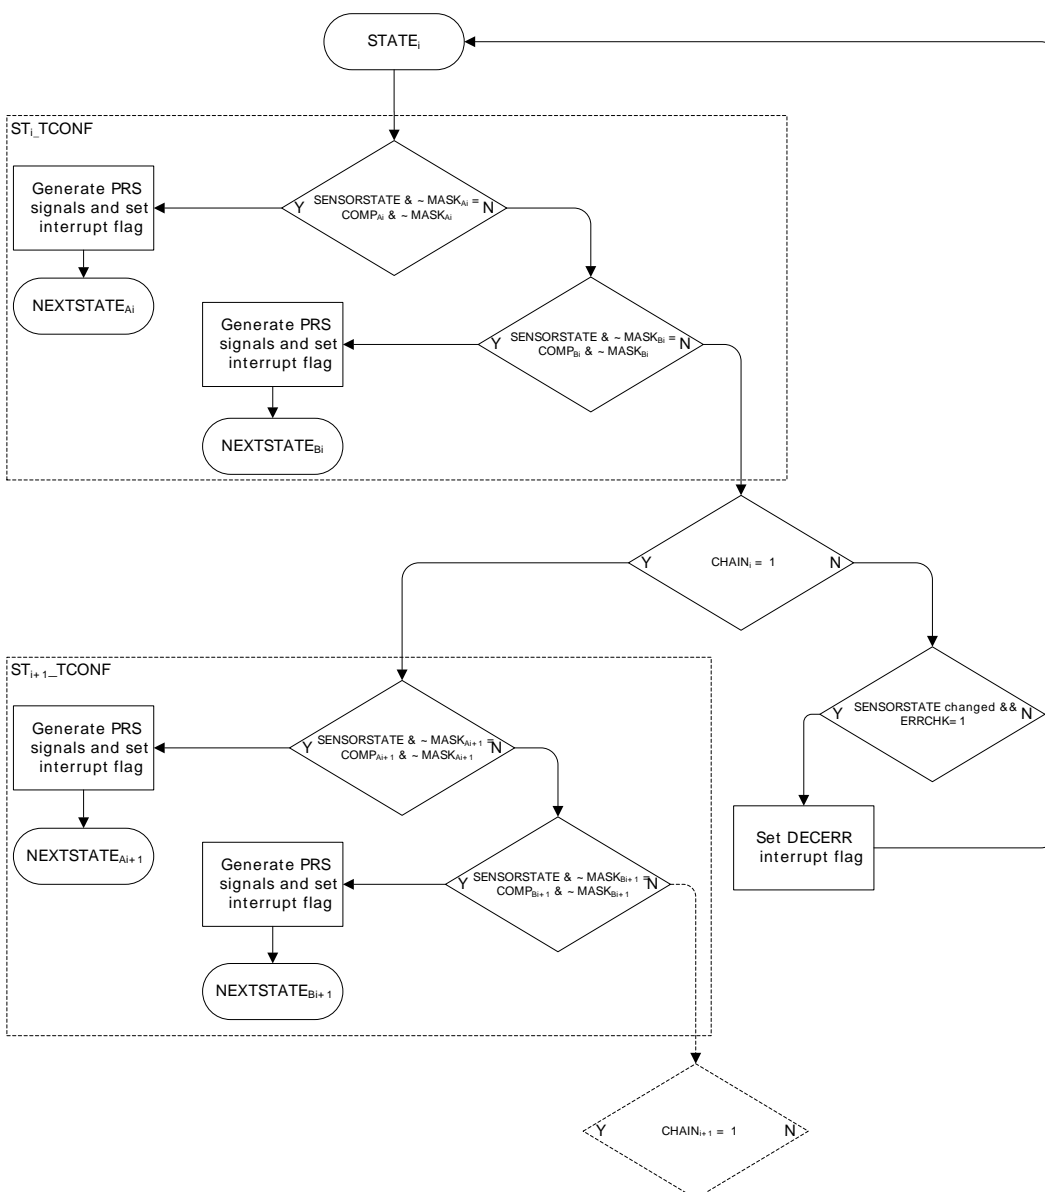 STATEi
STi_TCONF
Generate PRS
signals and set
interrupt flag
Y
SENSORSTATE & ~ MASKAi =
COMPAi & ~ MASKAi
N
NEXTSTATEAi
Generate PRS
signals and set
interrupt flag
Y
SENSORSTATE & ~ MASKBi =
COMPBi & ~ MASKBi
N
NEXTSTATEBi
Y
CHAINi = 1
N
STi+1_TCONF
Y
SENSORSTATE changed &&
ERRCHK= 1
N
Generate PRS
signals and set
interrupt flag
Y
SENSORSTATE & ~ MASKAi+1 =
COMPAi+1 & ~ MASKAi+1
N
Set DECERR
interrupt flag
NEXTSTATEAi+1
Generate PRS
signals and set
interrupt flag
Y
SENSORSTATE & ~ MASKBi+1 =
COMPBi+1 & ~ MASKBi+1
N
NEXTSTATEBi+1
Y
CHAINi+1 = 1
N